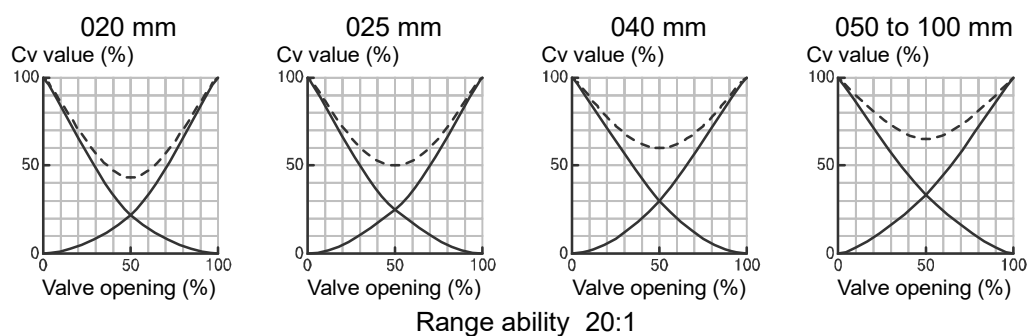 020 mm
Cv value (%)
100
50
0
0 50 100
Valve opening (%)
025 mm
Cv value (%)
100
50
0
0 50 100
Valve opening (%)
040 mm
Cv value (%)
100
50
0
0 50 100
Valve opening (%)
050 to 100 mm
Cv value (%)
100
50
0
0 50 100
Valve opening (%)
Range ability 20:1